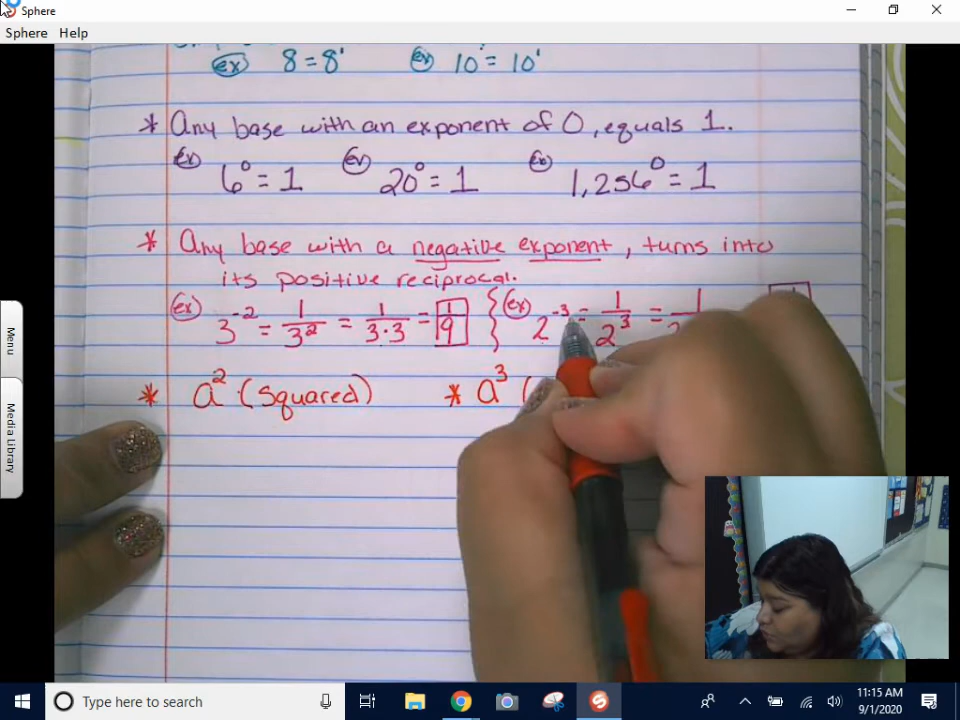 Sphere
Sphere Help
ex 8 = 8¹ ex 10 = 10¹
* Any base with an exponent of 0, equals 1.
ex 6⁰ = 1 ex 20⁰ = 1 ex 1,256⁰ = 1
* Any base with a negative exponent, turns into
its positive reciprocal.
ex 3⁻² = 1/3² = 1/3·3 = 1/9 { ex 2⁻³ = 1/2³ = 1/2
* a² (squared) * a³ (
Menu
Media Library
Type here to search
11:15 AM
9/1/2020